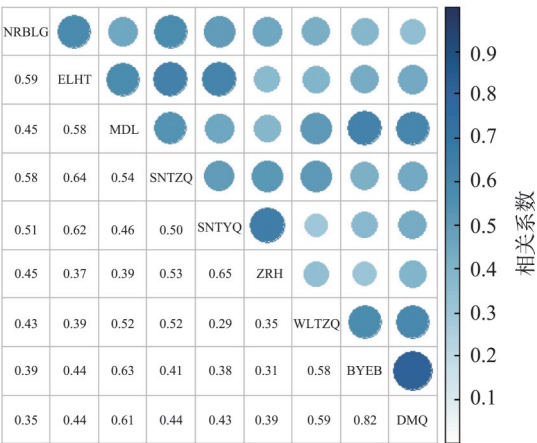 NRBLG
0.59 ELHT
0.45 0.58 MDL
0.58 0.64 0.54 SNTZQ
0.51 0.62 0.46 0.50 SNTYQ
0.45 0.37 0.39 0.53 0.65 ZRH
0.43 0.39 0.52 0.52 0.29 0.35 WLTZQ
0.39 0.44 0.63 0.41 0.38 0.31 0.58 BYEB
0.35 0.44 0.61 0.44 0.43 0.39 0.59 0.82 DMQ
0.9
0.8
0.7
0.6
0.5
0.4
0.3
0.2
0.1
相关系数